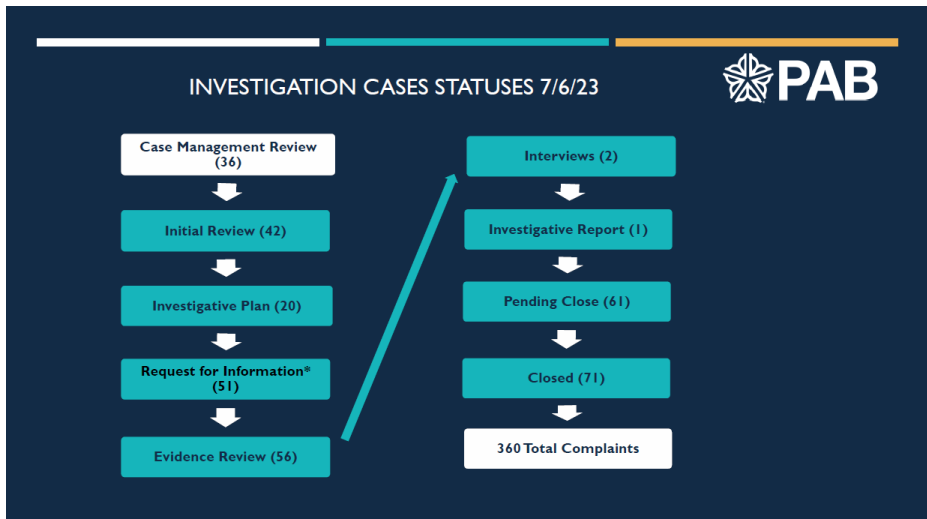 PAB
INVESTIGATION CASES STATUSES 7/6/23
Case Management Review
(36)
Initial Review (42)
Investigative Plan (20)
Request for Information*
(51)
Evidence Review (56)
Interviews (2)
Investigative Report (1)
Pending Close (61)
Closed (71)
360 Total Complaints